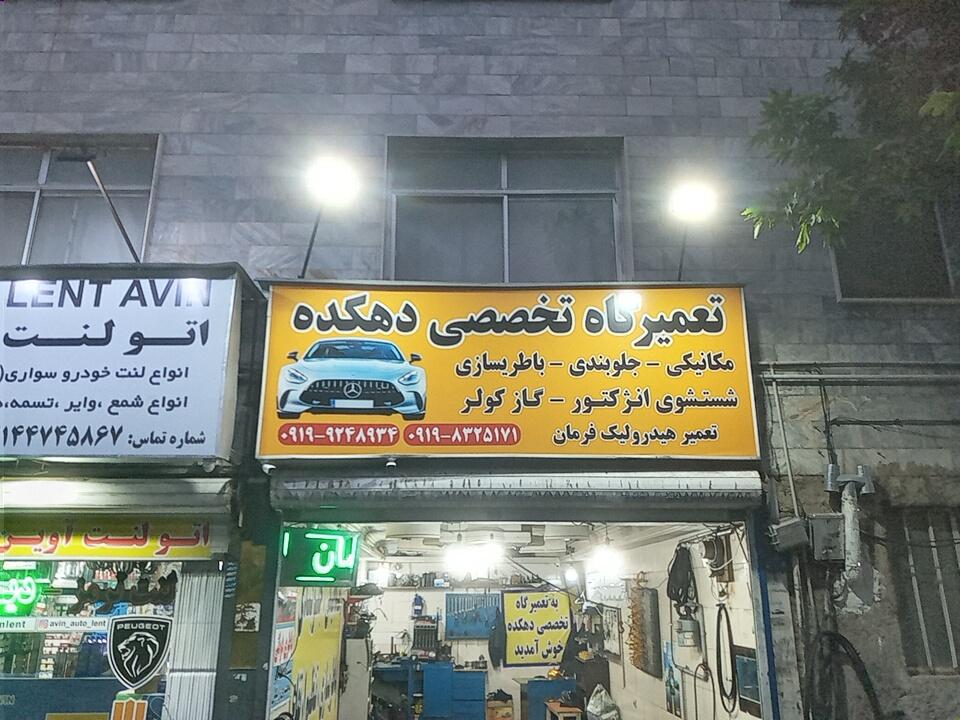 تعمیرگاه تخصصی دهکده
مکانیکی - جلوبندی - باطریسازی
شستشوی انژکتور - گاز کولر
تعمیر هیدرولیک فرمان
۰۹۱۹-۸۳۲۵۱۷۱
۰۹۱۹-۹۲۴۸۹۳۴
LENT AVIN
اتو لنت
انواع لنت خودرو سواری(
انواع شمع ،وایر ،تسمه،
شماره تماس: ۱۴۴۷۴۵۸۶۷
اتو لنت آوین
avin_auto_lent
PEUGEOT
به تعمیرگاه
تخصصی دهکده
خوش آمدید